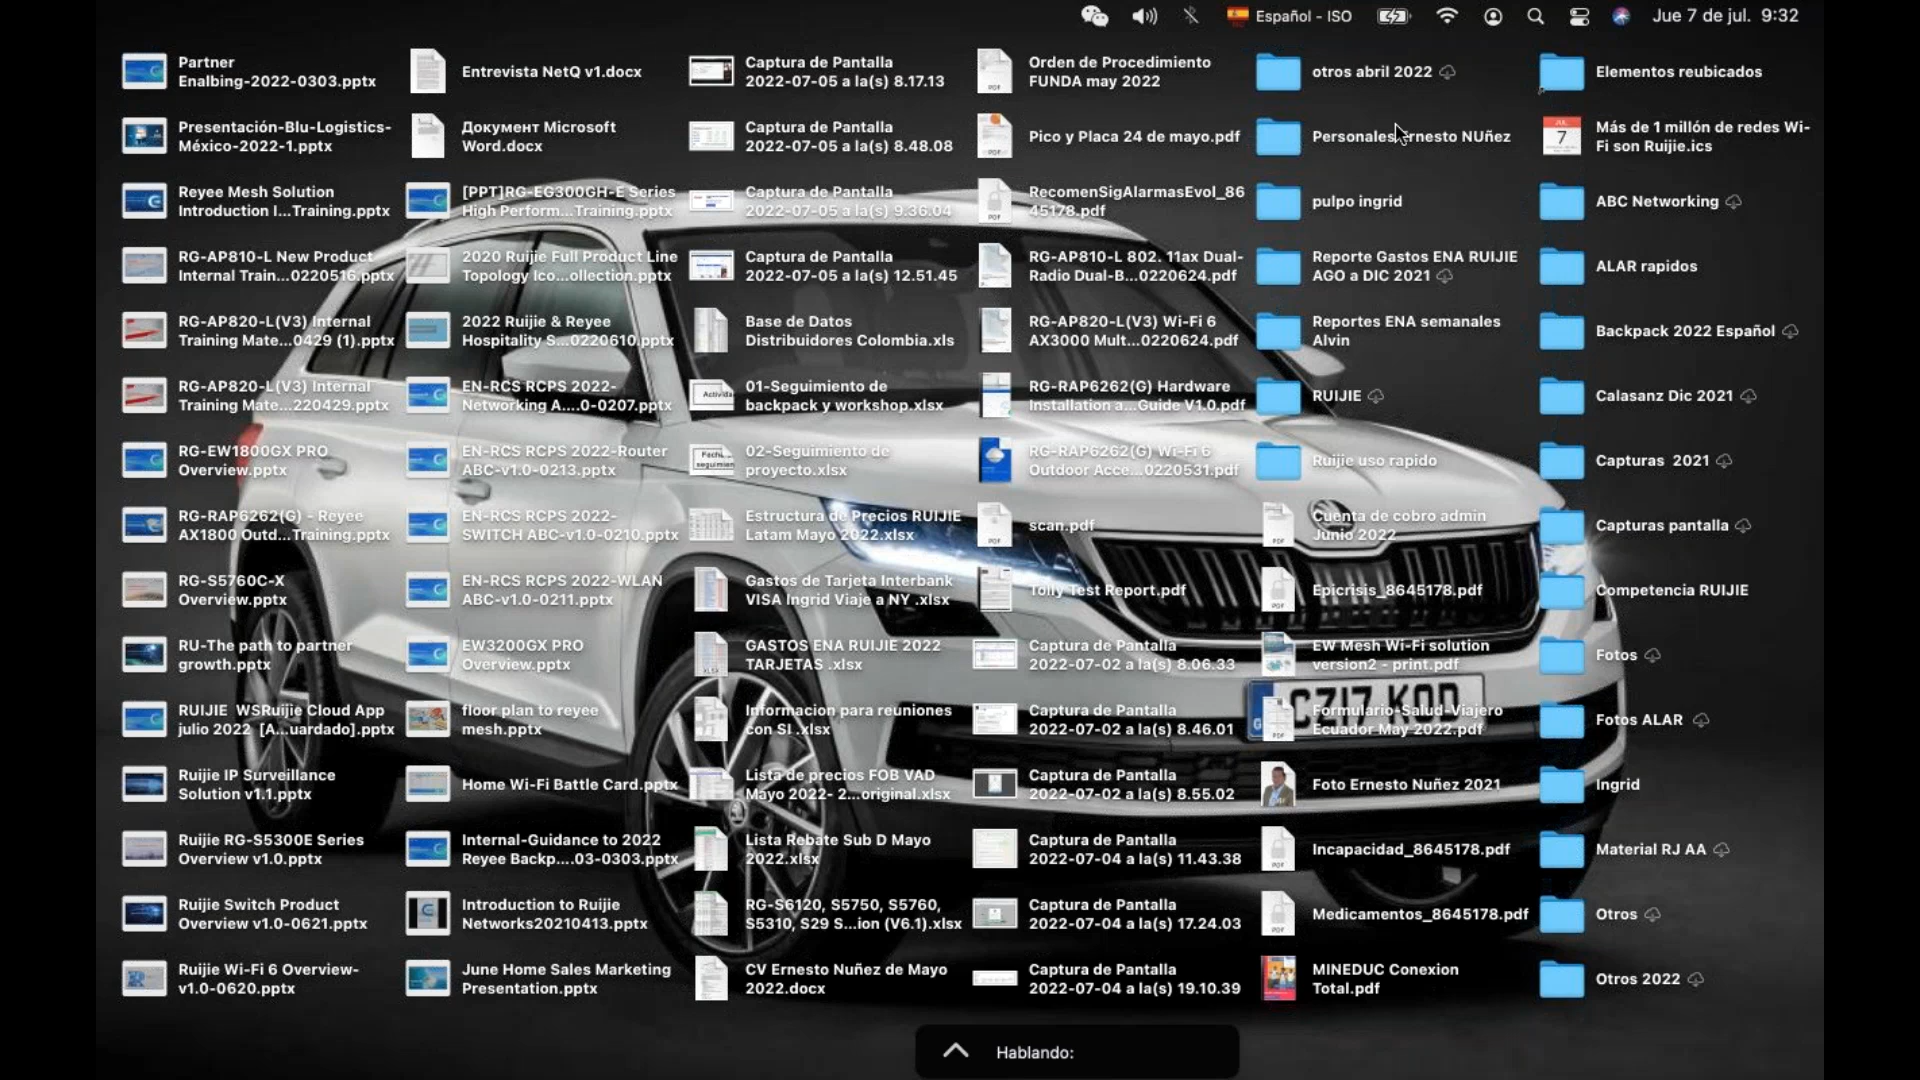 Español - ISO
Jue 7 de jul. 9:32
Partner
Enalbing-2022-0303.pptx
Presentación-Blu-Logistics-
México-2022-1.pptx
Reyee Mesh Solution
Introduction I...Training.pptx
RG-AP810-L New Product
Internal Train...0220516.pptx
RG-AP820-L(V3) Internal
Training Mate...0429 (1).pptx
RG-AP820-L(V3) Internal
Training Mate...220429.pptx
RG-EW1800GX PRO
Overview.pptx
RG-RAP6262(G) - Reyee
AX1800 Outd...Training.pptx
RG-S5760C-X
Overview.pptx
RU-The path to partner
growth.pptx
RUIJIE WSRuijie Cloud App
julio 2022 [A...uardado].pptx
Ruijie IP Surveillance
Solution v1.1.pptx
Ruijie RG-S5300E Series
Overview v1.0.pptx
Ruijie Switch Product
Overview v1.0-0621.pptx
Ruijie Wi-Fi 6 Overview-
v1.0-0620.pptx
Entrevista NetQ v1.docx
Документ Microsoft
Word.docx
[PPT]RG-EG300GH-E Series
High Perform...Training.pptx
2020 Ruijie Full Product Line
Topology Ico...ollection.pptx
2022 Ruijie & Reyee
Hospitality S...0220610.pptx
EN-RCS RCPS 2022-
Networking A....0-0207.pptx
EN-RCS RCPS 2022-Router
ABC-v1.0-0213.pptx
EN-RCS RCPS 2022-
SWITCH ABC-v1.0-0210.pptx
EN-RCS RCPS 2022-WLAN
ABC-v1.0-0211.pptx
EW3200GX PRO
Overview.pptx
floor plan to reyee
mesh.pptx
Home Wi-Fi Battle Card.pptx
Internal-Guidance to 2022
Reyee Backp....03-0303.pptx
Introduction to Ruijie
Networks20210413.pptx
June Home Sales Marketing
Presentation.pptx
Captura de Pantalla
2022-07-05 a la(s) 8.17.13
Captura de Pantalla
2022-07-05 a la(s) 8.48.08
Captura de Pantalla
2022-07-05 a la(s) 9.36.04
Captura de Pantalla
2022-07-05 a la(s) 12.51.45
Base de Datos
Distribuidores Colombia.xls
01-Seguimiento de
backpack y workshop.xlsx
02-Seguimiento de
proyecto.xlsx
Estructura de Precios RUIJIE
Latam Mayo 2022.xlsx
Gastos de Tarjeta Interbank
VISA Ingrid Viaje a NY .xlsx
GASTOS ENA RUIJIE 2022
TARJETAS .xlsx
Informacion para reuniones
con SI .xlsx
Lista de precios FOB VAD
Mayo 2022- 2...original.xlsx
Lista Rebate Sub D Mayo
2022.xlsx
RG-S6120, S5750, S5760,
S5310, S29 S...ion (V6.1).xlsx
CV Ernesto Nuñez de Mayo
2022.docx
Orden de Procedimiento
FUNDA may 2022
Pico y Placa 24 de mayo.pdf
RecomenSigAlarmasEvol_86
45178.pdf
RG-AP810-L 802. 11ax Dual-
Radio Dual-B...0220624.pdf
RG-AP820-L(V3) Wi-Fi 6
AX3000 Mult...0220624.pdf
RG-RAP6262(G) Hardware
Installation a...Guide V1.0.pdf
RG-RAP6262(G) Wi-Fi 6
Outdoor Acce...0220531.pdf
scan.pdf
Tolly Test Report.pdf
Captura de Pantalla
2022-07-02 a la(s) 8.06.33
Captura de Pantalla
2022-07-02 a la(s) 8.46.01
Captura de Pantalla
2022-07-02 a la(s) 8.55.02
Captura de Pantalla
2022-07-04 a la(s) 11.43.38
Captura de Pantalla
2022-07-04 a la(s) 17.24.03
Captura de Pantalla
2022-07-04 a la(s) 19.10.39
otros abril 2022
Personales Ernesto NUñez
pulpo ingrid
Reporte Gastos ENA RUIJIE
AGO a DIC 2021
Reportes ENA semanales
Alvin
RUIJIE
Ruijie uso rapido
Cuenta de cobro admin
Junio 2022
Epicrisis_8645178.pdf
EW Mesh Wi-Fi solution
version2 - print.pdf
Formulario-Salud-Viajero
Ecuador May 2022.pdf
Foto Ernesto Nuñez 2021
Incapacidad_8645178.pdf
Medicamentos_8645178.pdf
MINEDUC Conexion
Total.pdf
Elementos reubicados
JUL
7
Más de 1 millón de redes Wi-
Fi son Ruijie.ics
ABC Networking
ALAR rapidos
Backpack 2022 Español
Calasanz Dic 2021
Capturas 2021
Capturas pantalla
Competencia RUIJIE
Fotos
Fotos ALAR
Ingrid
Material RJ AA
Otros
Otros 2022
Hablando: